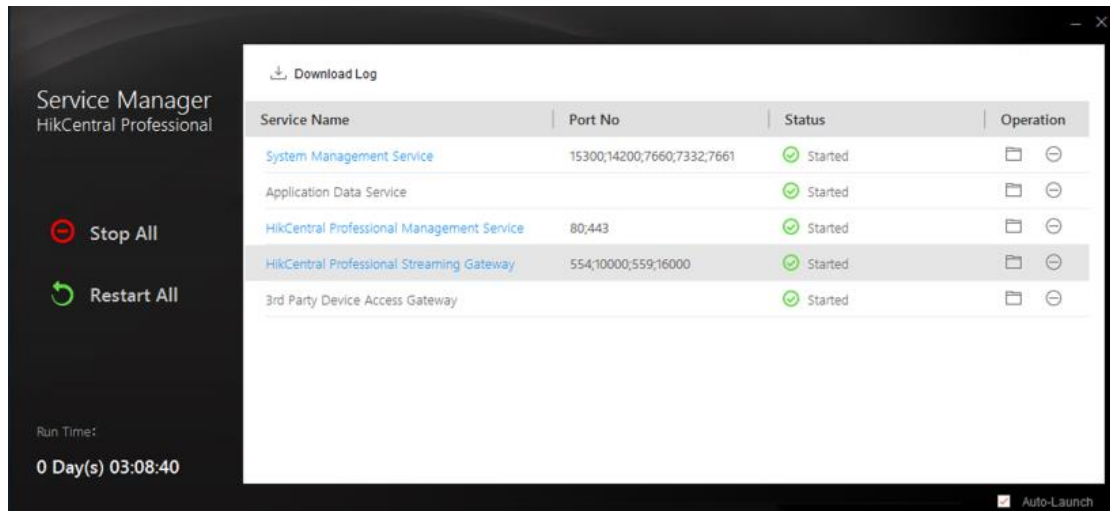 Service Manager
HikCentral Professional
Stop All
Restart All
Run Time:
0 Day(s) 03:08:40
Download Log
Service Name Port No Status Operation
System Management Service 15300;14200;7660;7332;7661 Started
Application Data Service Started
HikCentral Professional Management Service 80;443 Started
HikCentral Professional Streaming Gateway 554;10000;559;16000 Started
3rd Party Device Access Gateway Started
Auto-Launch